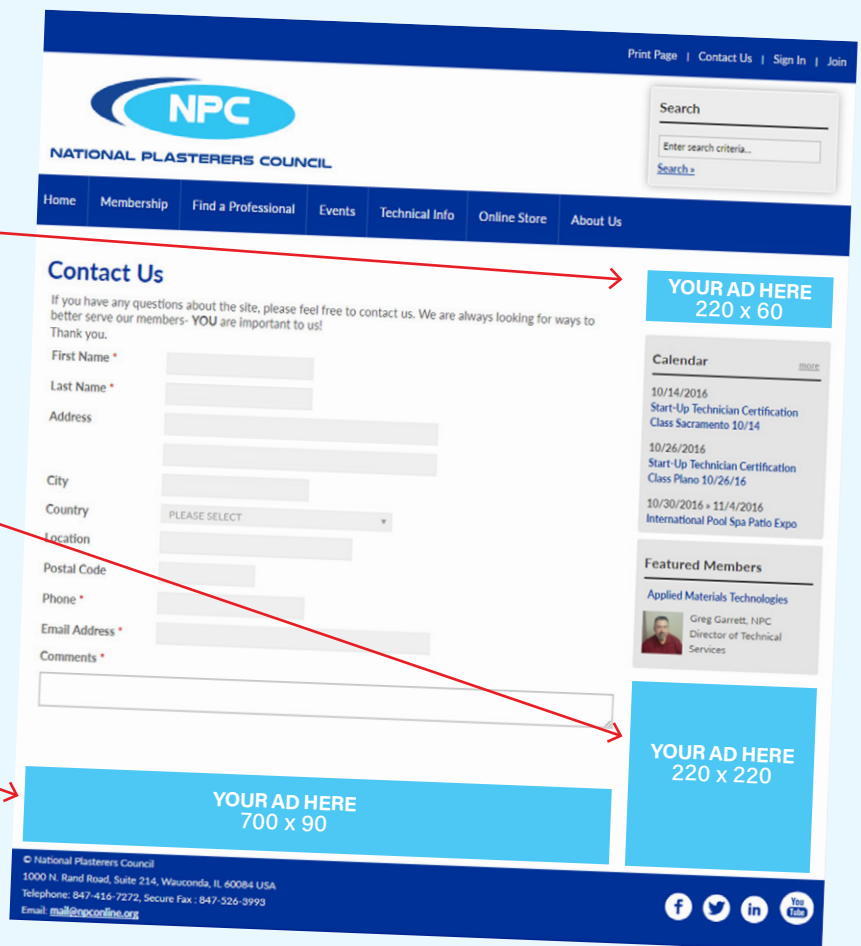 Print Page | Contact Us | Sign In | Join
NPC
NATIONAL PLASTERERS COUNCIL
Search
Enter search criteria...
Search »
Home Membership Find a Professional Events Technical Info Online Store About Us
Contact Us
If you have any questions about the site, please feel free to contact us. We are always looking for ways to
better serve our members- YOU are important to us!
Thank you.
First Name *
Last Name *
Address
City
Country
PLEASE SELECT
Location
Postal Code
Phone *
Email Address *
Comments *
YOUR AD HERE
220 x 60
Calendar more
10/14/2016
Start-Up Technician Certification
Class Sacramento 10/14
10/26/2016
Start-Up Technician Certification
Class Plano 10/26/16
10/30/2016 » 11/4/2016
International Pool Spa Patio Expo
Featured Members
Applied Materials Technologies
Greg Garrett, NPC
Director of Technical
Services
YOUR AD HERE
220 x 220
YOUR AD HERE
700 x 90
© National Plasterers Council
1000 N. Rand Road, Suite 214, Wauconda, IL 60084 USA
Telephone: 847-416-7272, Secure Fax : 847-526-3993
Email: mail@npconline.org
f
in
You
Tube